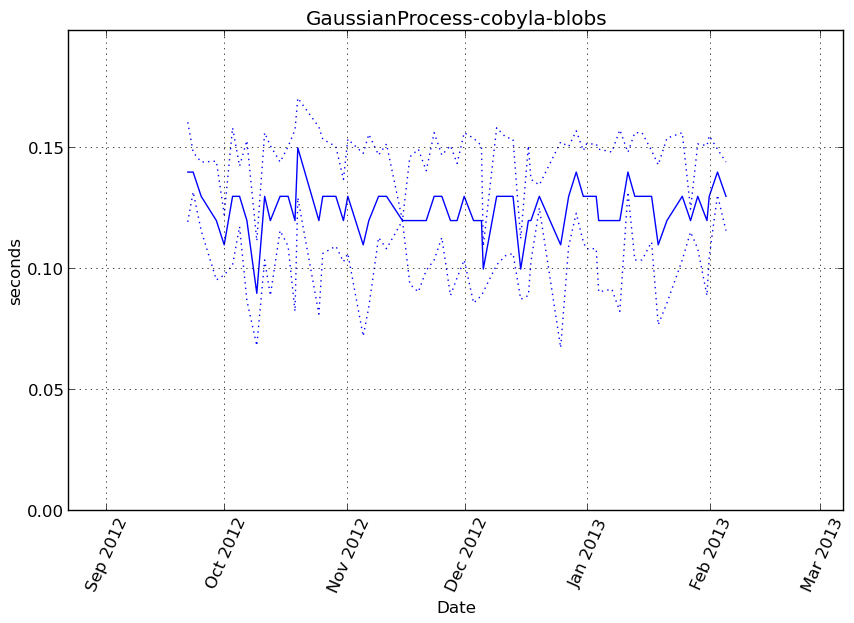 GaussianProcess-cobyla-blobs
0.15
0.10
0.05
0.00
seconds
Sep 2012
Oct 2012
Nov 2012
Dec 2012
Jan 2013
Feb 2013
Mar 2013
Date